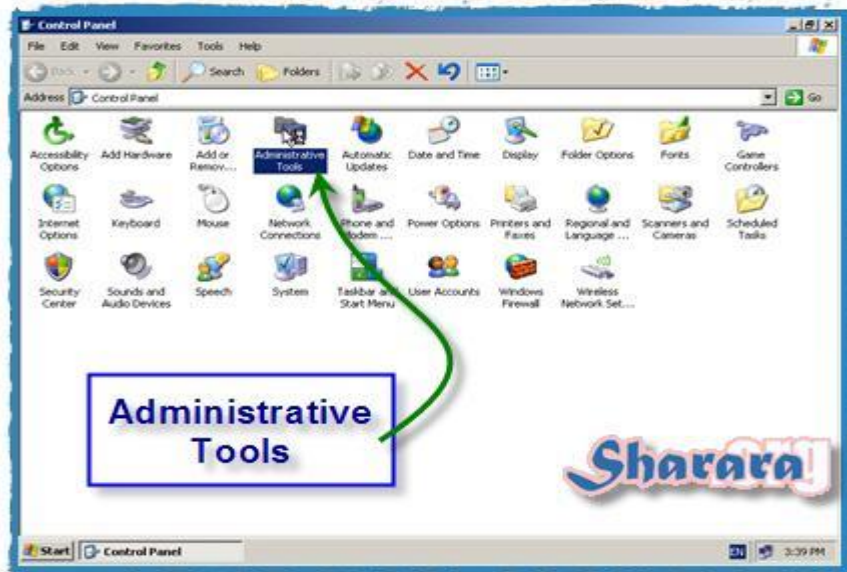 Control Panel
File Edit View Favorites Tools Help
Back Search Folders
Address Control Panel Go
Accessibility Options
Add Hardware
Add or Remov...
Administrative Tools
Automatic Updates
Date and Time
Display
Folder Options
Fonts
Game Controllers
Internet Options
Keyboard
Mouse
Network Connections
Phone and Modem ...
Power Options
Printers and Faxes
Regional and Language ...
Scanners and Cameras
Scheduled Tasks
Security Center
Sounds and Audio Devices
Speech
System
Taskbar and Start Menu
User Accounts
Windows Firewall
Wireless Network Set...
Administrative
Tools
Sharara
org
Start Control Panel EN 3:39 PM